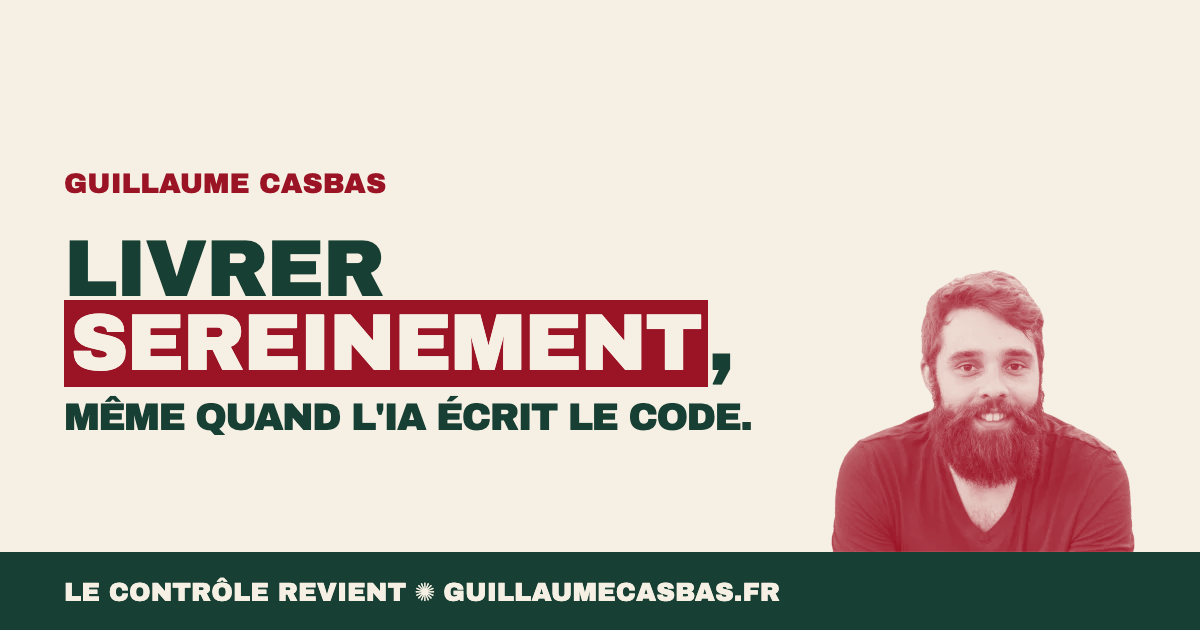 GUILLAUME CASBAS
LIVRER
SEREINEMENT,
MÊME QUAND L'IA ÉCRIT LE CODE.
LE CONTRÔLE REVIENT ✺ GUILLAUMECASBAS.FR